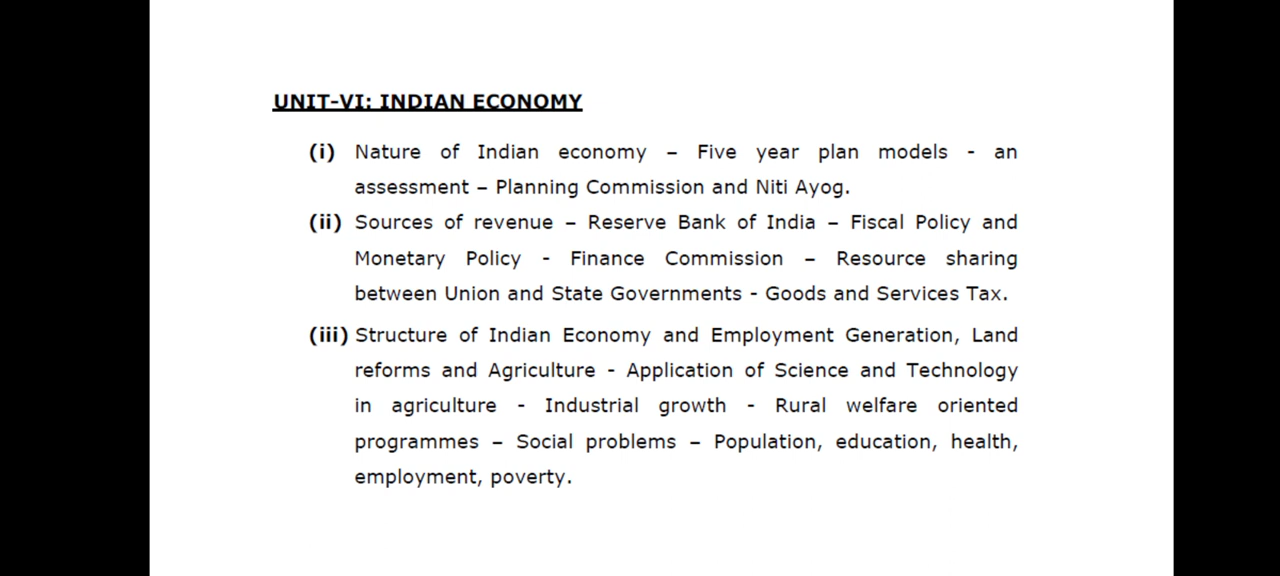 UNIT-VI: INDIAN ECONOMY
(i) Nature of Indian economy – Five year plan models - an
assessment – Planning Commission and Niti Ayog.
(ii) Sources of revenue – Reserve Bank of India – Fiscal Policy and
Monetary Policy - Finance Commission – Resource sharing
between Union and State Governments - Goods and Services Tax.
(iii) Structure of Indian Economy and Employment Generation, Land
reforms and Agriculture - Application of Science and Technology
in agriculture - Industrial growth - Rural welfare oriented
programmes – Social problems – Population, education, health,
employment, poverty.